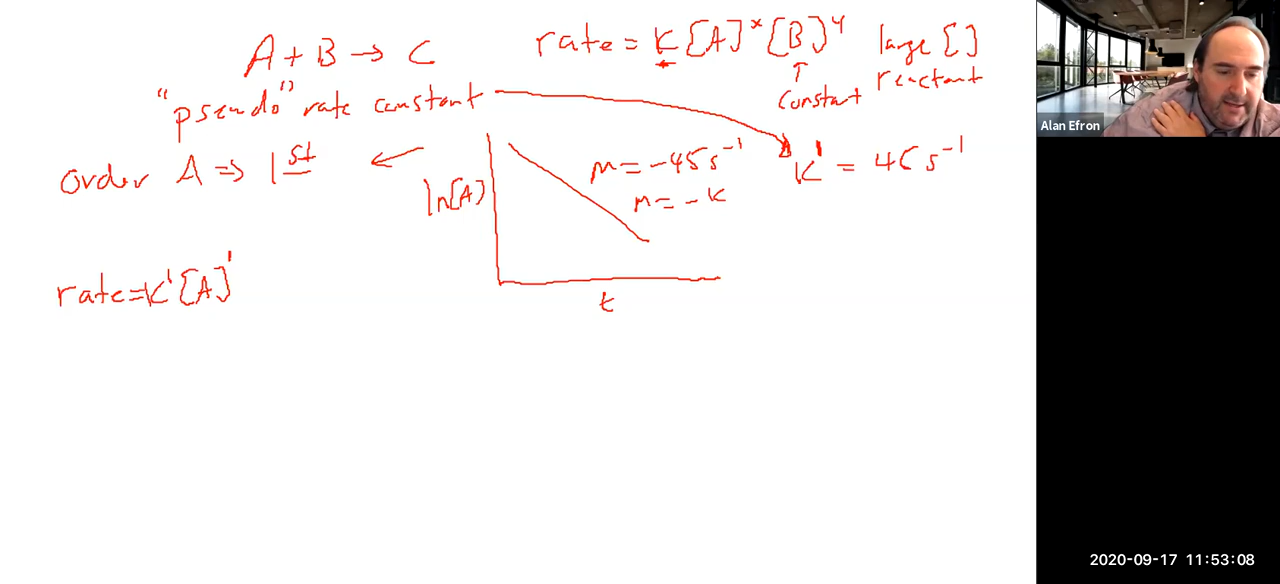 A + B → C
rate = K [A]^x [B]^y large [ ] reactant
↑ constant
"pseudo" rate constant
order A ⇒ 1st ←
ln[A]
m = -45 s^-1
m = -K
K' = 45 s^-1
rate = K' [A]^1
t
Alan Efron
2020-09-17 11:53:08